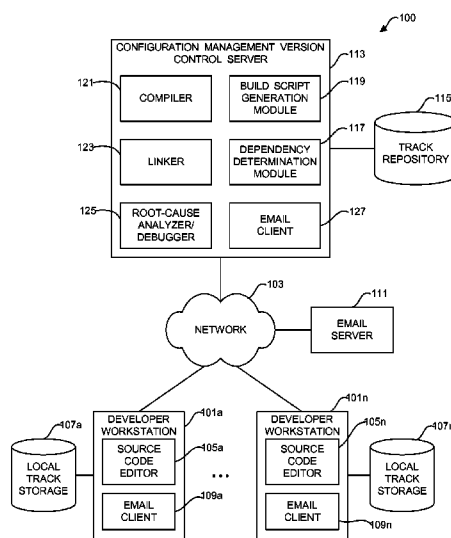 100
CONFIGURATION MANAGEMENT VERSION
CONTROL SERVER
113
121
COMPILER
BUILD SCRIPT
GENERATION
MODULE
119
115
TRACK
REPOSITORY
123
LINKER
DEPENDENCY
DETERMINATION
MODULE
117
125
ROOT-CAUSE
ANALYZER/
DEBUGGER
EMAIL
CLIENT
127
103
NETWORK
111
EMAIL
SERVER
107a
LOCAL
TRACK
STORAGE
101a
DEVELOPER
WORKSTATION
105a
SOURCE
CODE
EDITOR
EMAIL
CLIENT
109a
...
101n
DEVELOPER
WORKSTATION
105n
SOURCE
CODE
EDITOR
EMAIL
CLIENT
109n
LOCAL
TRACK
STORAGE